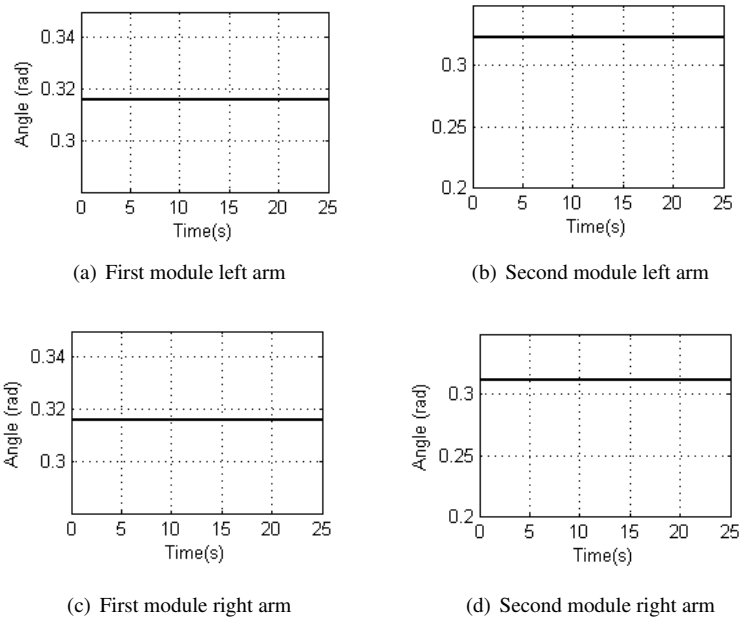 0.34
0.32
0.3
Angle (rad)
0 5 10 15 20 25
Time(s)
(a) First module left arm
0.3
0.25
0.2
0 5 10 15 20 25
Time(s)
(b) Second module left arm
0.34
0.32
0.3
Angle (rad)
0 5 10 15 20 25
Time(s)
(c) First module right arm
0.3
0.25
0.2
Angle (rad)
0 5 10 15 20 25
Time(s)
(d) Second module right arm